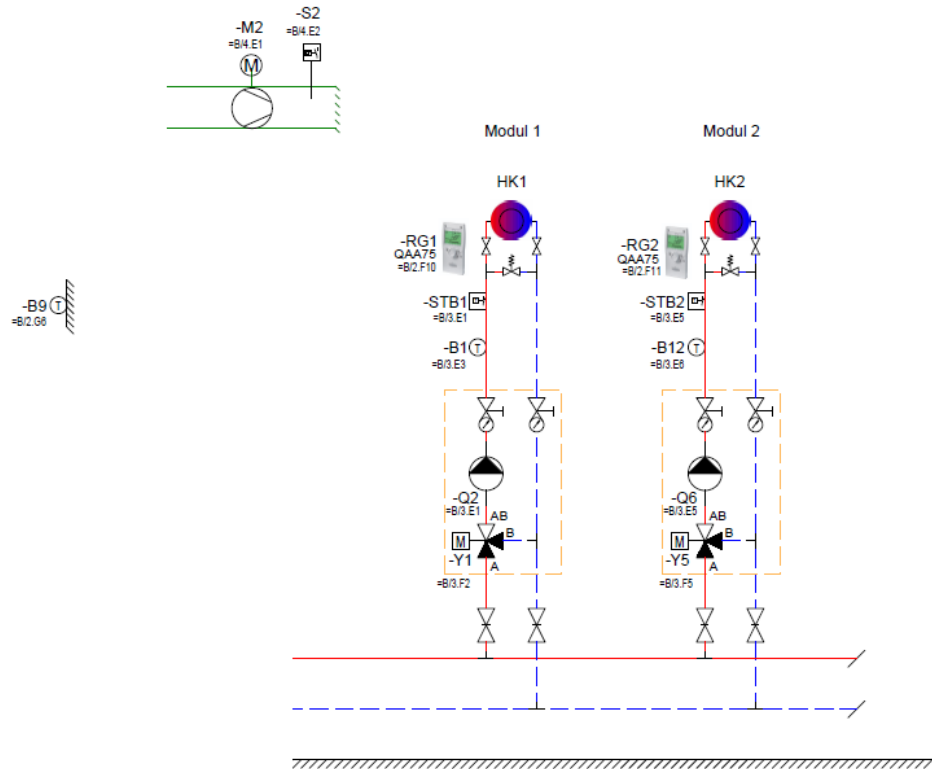 -S2
=B/4.E2
-M2
=B/4.E1
M
Modul 1
Modul 2
HK1
HK2
-RG1
QAA75
=B/2.F10
-RG2
QAA75
=B/2.F11
-B9
T
=B/2.G6
-STB1
=B/3.E1
-STB2
=B/3.E5
-B1
T
=B/3.E3
-B12
T
=B/3.E6
-Q2
=B/3.E1
AB
B
M
-Y1
A
=B/3.F2
-Q6
=B/3.E5
AB
B
M
-Y5
A
=B/3.F5